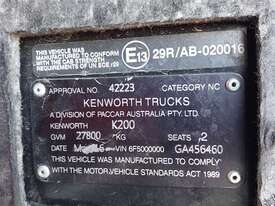 THIS VEHICLE WAS
MANUFACTURED TO CONFORM
WITH THE CAB STRENGTH
REQUIREMENTS OF UN ECE r29
E13 29R/AB-020016
APPROVAL NO. 42223 CATEGORY NC
KENWORTH TRUCKS
A DIVISION OF PACCAR AUSTRALIA PTY. LTD.
KENWORTH K200
GVM 27800 KG SEATS 2
DATE VIN 6F5000000 GA456460
THIS VEHICLE WAS MANUFACTURED TO COMPLY
WITH THE MOTOR VEHICLE STANDARDS ACT 1989